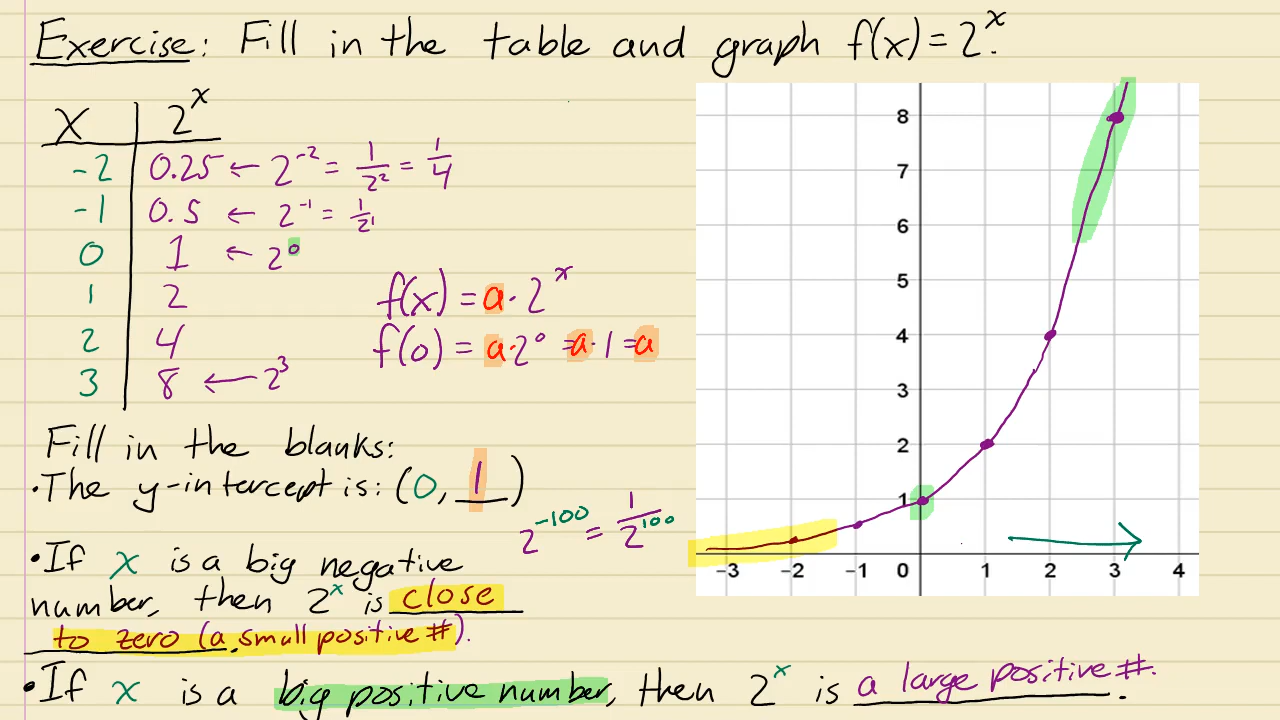 Exercise: Fill in the table and graph f(x) = 2^x.
x | 2^x
-2 | 0.25 ← 2^-2 = 1/2^2 = 1/4
-1 | 0.5 ← 2^-1 = 1/2^1
0 | 1 ← 2^0
1 | 2
2 | 4
3 | 8 ← 2^3
f(x) = a · 2^x
f(0) = a · 2^0 = a · 1 = a
Fill in the blanks:
• The y-intercept is: (0, 1)
2^-100 = 1/2^100
• If x is a big negative
number, then 2^x is close
to zero (a small positive #).
• If x is a big positive number, then 2^x is a large positive #.
8
7
6
5
4
3
2
1
-3 -2 -1 0 1 2 3 4